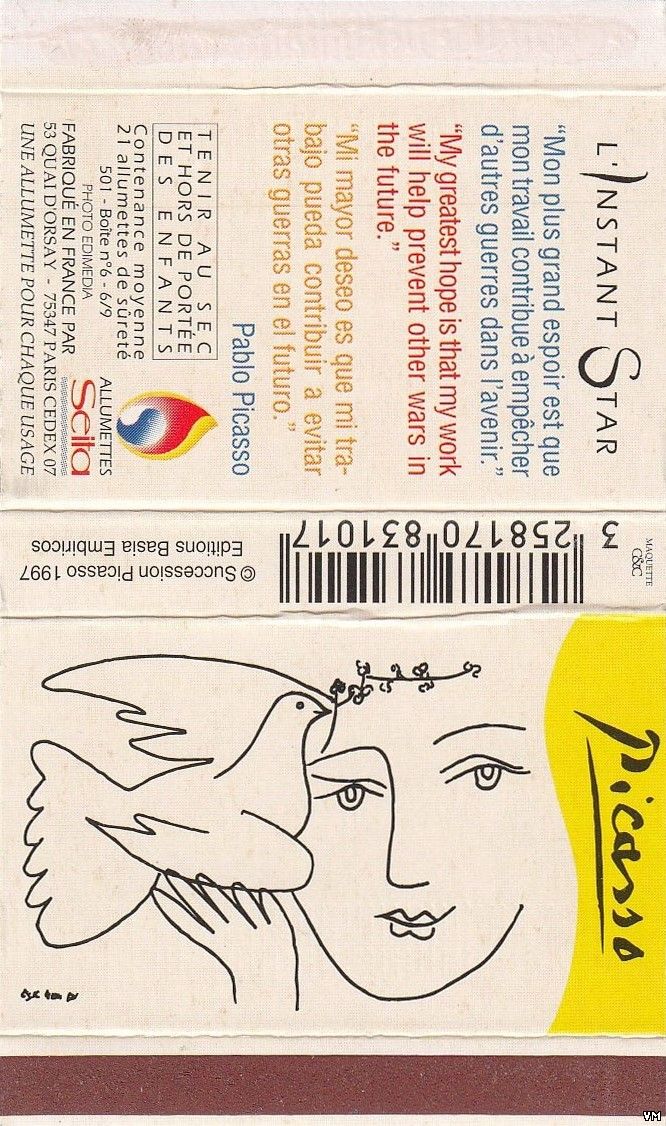 L'INSTANT STAR
“Mon plus grand espoir est que
mon travail contribue à empêcher
d'autres guerres dans l'avenir.”
“My greatest hope is that my work
will help prevent other wars in
the future.”
“Mi mayor deseo es que mi tra-
bajo pueda contribuir a evitar
otras guerras en el futuro.”
Pablo Picasso
TENIR AU SEC
ET HORS DE PORTÉE
DES ENFANTS
Contenance moyenne
21 allumettes de sûreté
501 - Boîte n°6 - 6/9
PHOTO EDIMEDIA
ALLUMETTES
Seita
FABRIQUÉ EN FRANCE PAR
53 QUAI D'ORSAY - 75347 PARIS CEDEX 07
UNE ALLUMETTE POUR CHAQUE USAGE
MAQUETTE
C&C
3 258170 831017
© Succession Picasso 1997
Editions Basia Embiricos
Picasso
VM